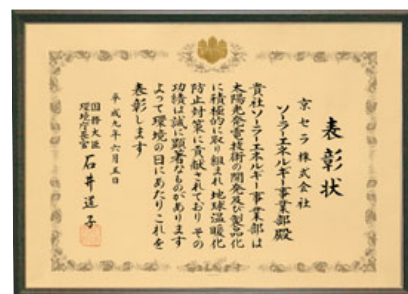 表彰状
京セラ株式会社
ソーラーエネルギー事業部殿
貴社ソーラーエネルギー事業部は
太陽光発電技術の開発及び製品化
に積極的に取り組まれ地球温暖化
防止対策に貢献されており その
功績は誠に顕著なものがあります
よって環境の日にあたりこれを
表彰します
平成九年六月五日
国務大臣
環境庁長官 石井道子